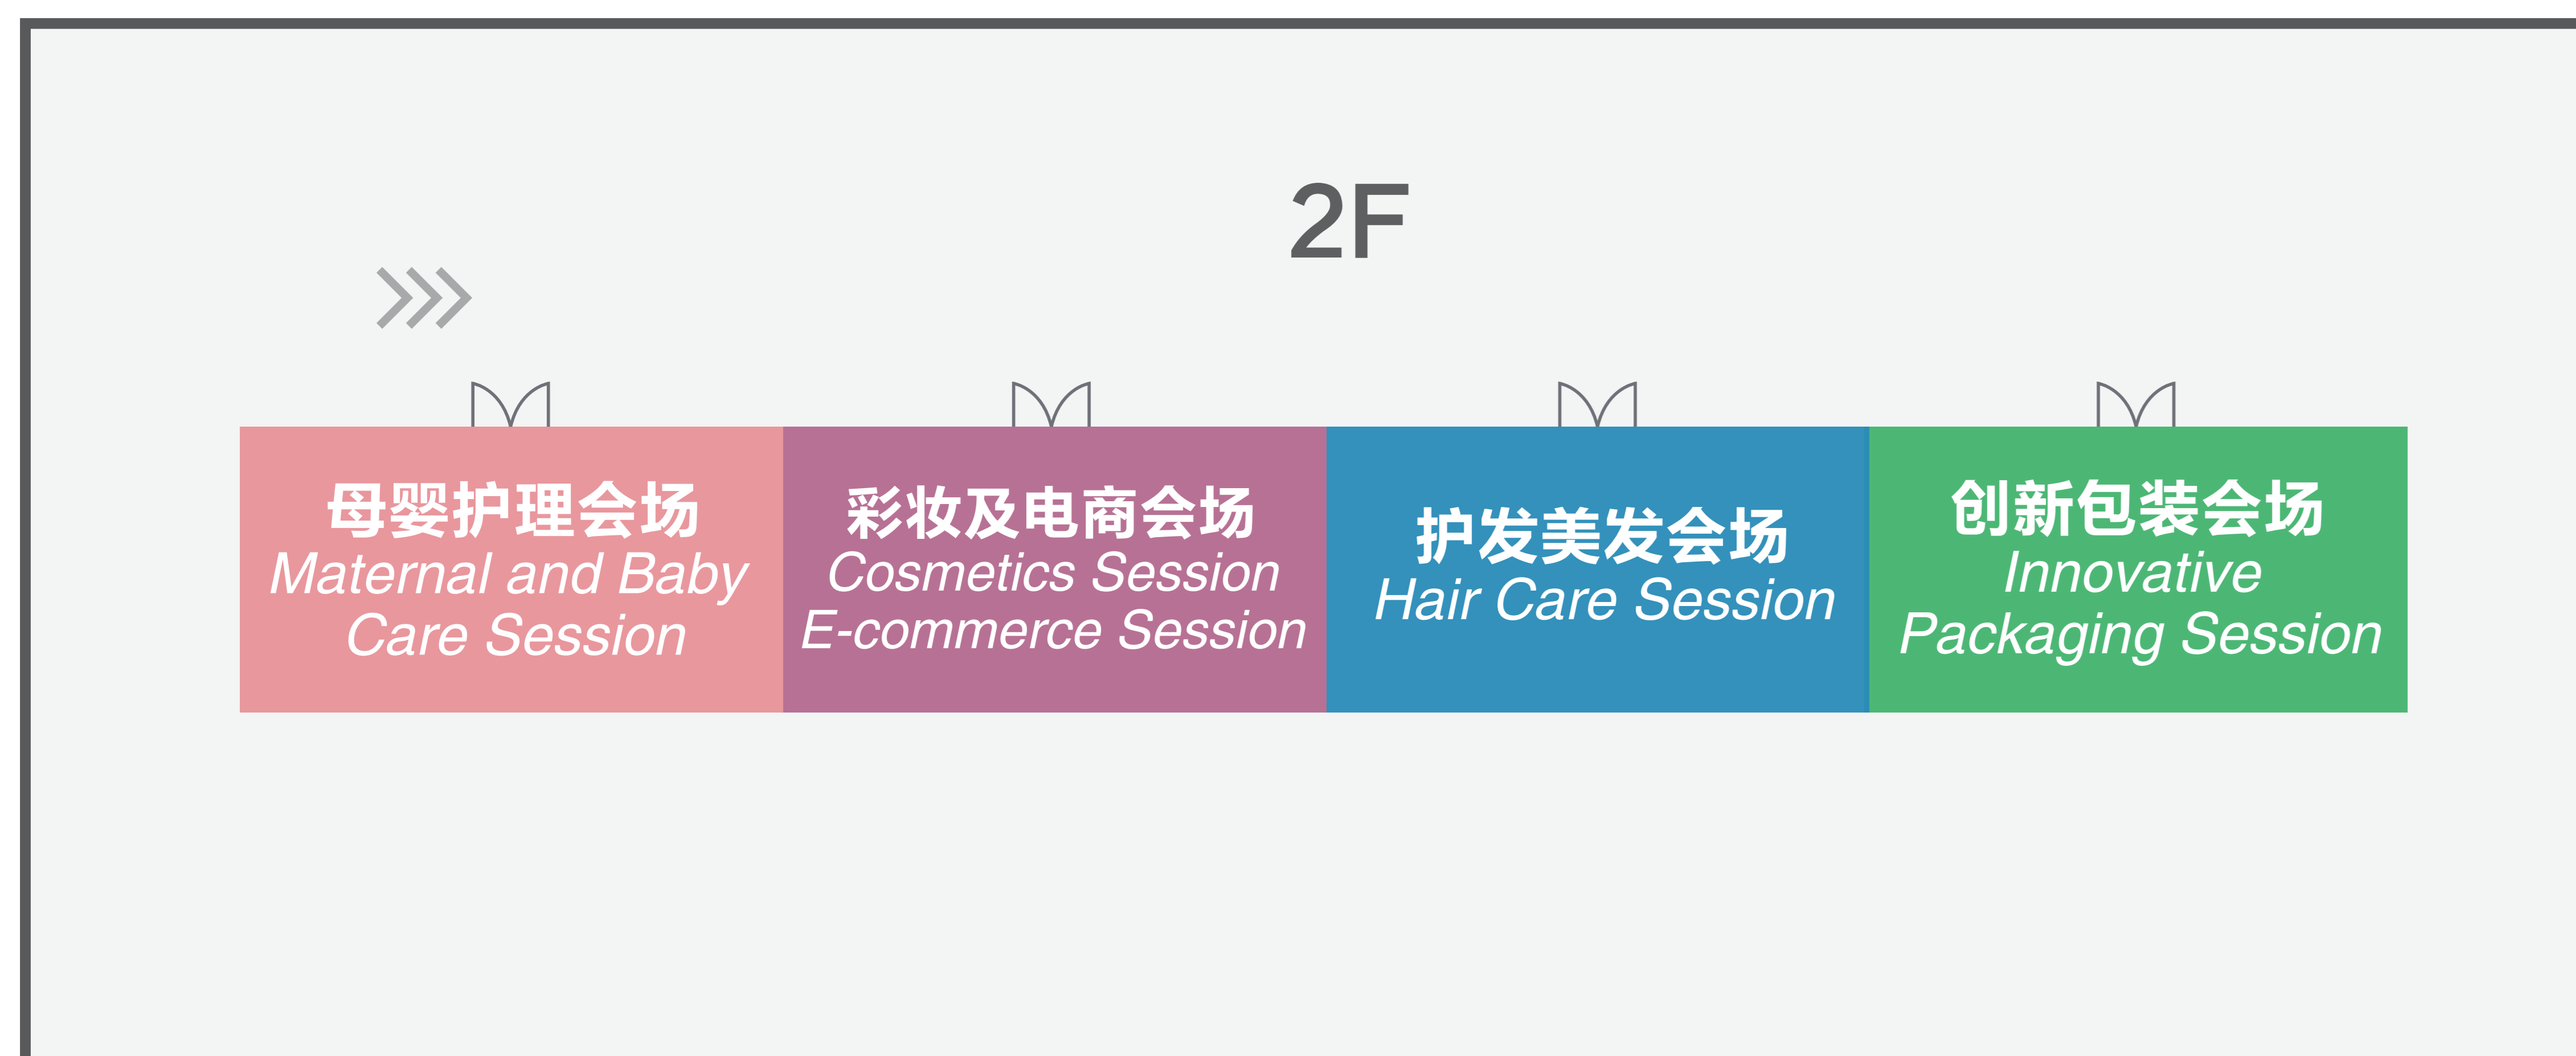 2F
母婴护理会场
Maternal and Baby
Care Session
彩妆及电商会场
Cosmetics Session
E-commerce Session
护发美发会场
Hair Care Session
创新包装会场
Innovative
Packaging Session